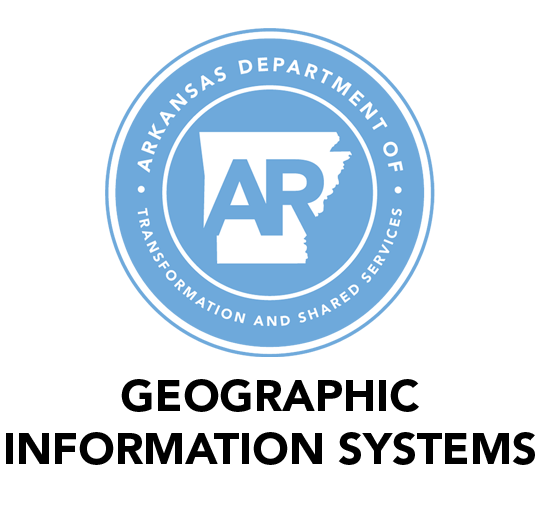 ARKANSAS DEPARTMENT OF
AR
TRANSFORMATION AND SHARED SERVICES
GEOGRAPHIC
INFORMATION SYSTEMS